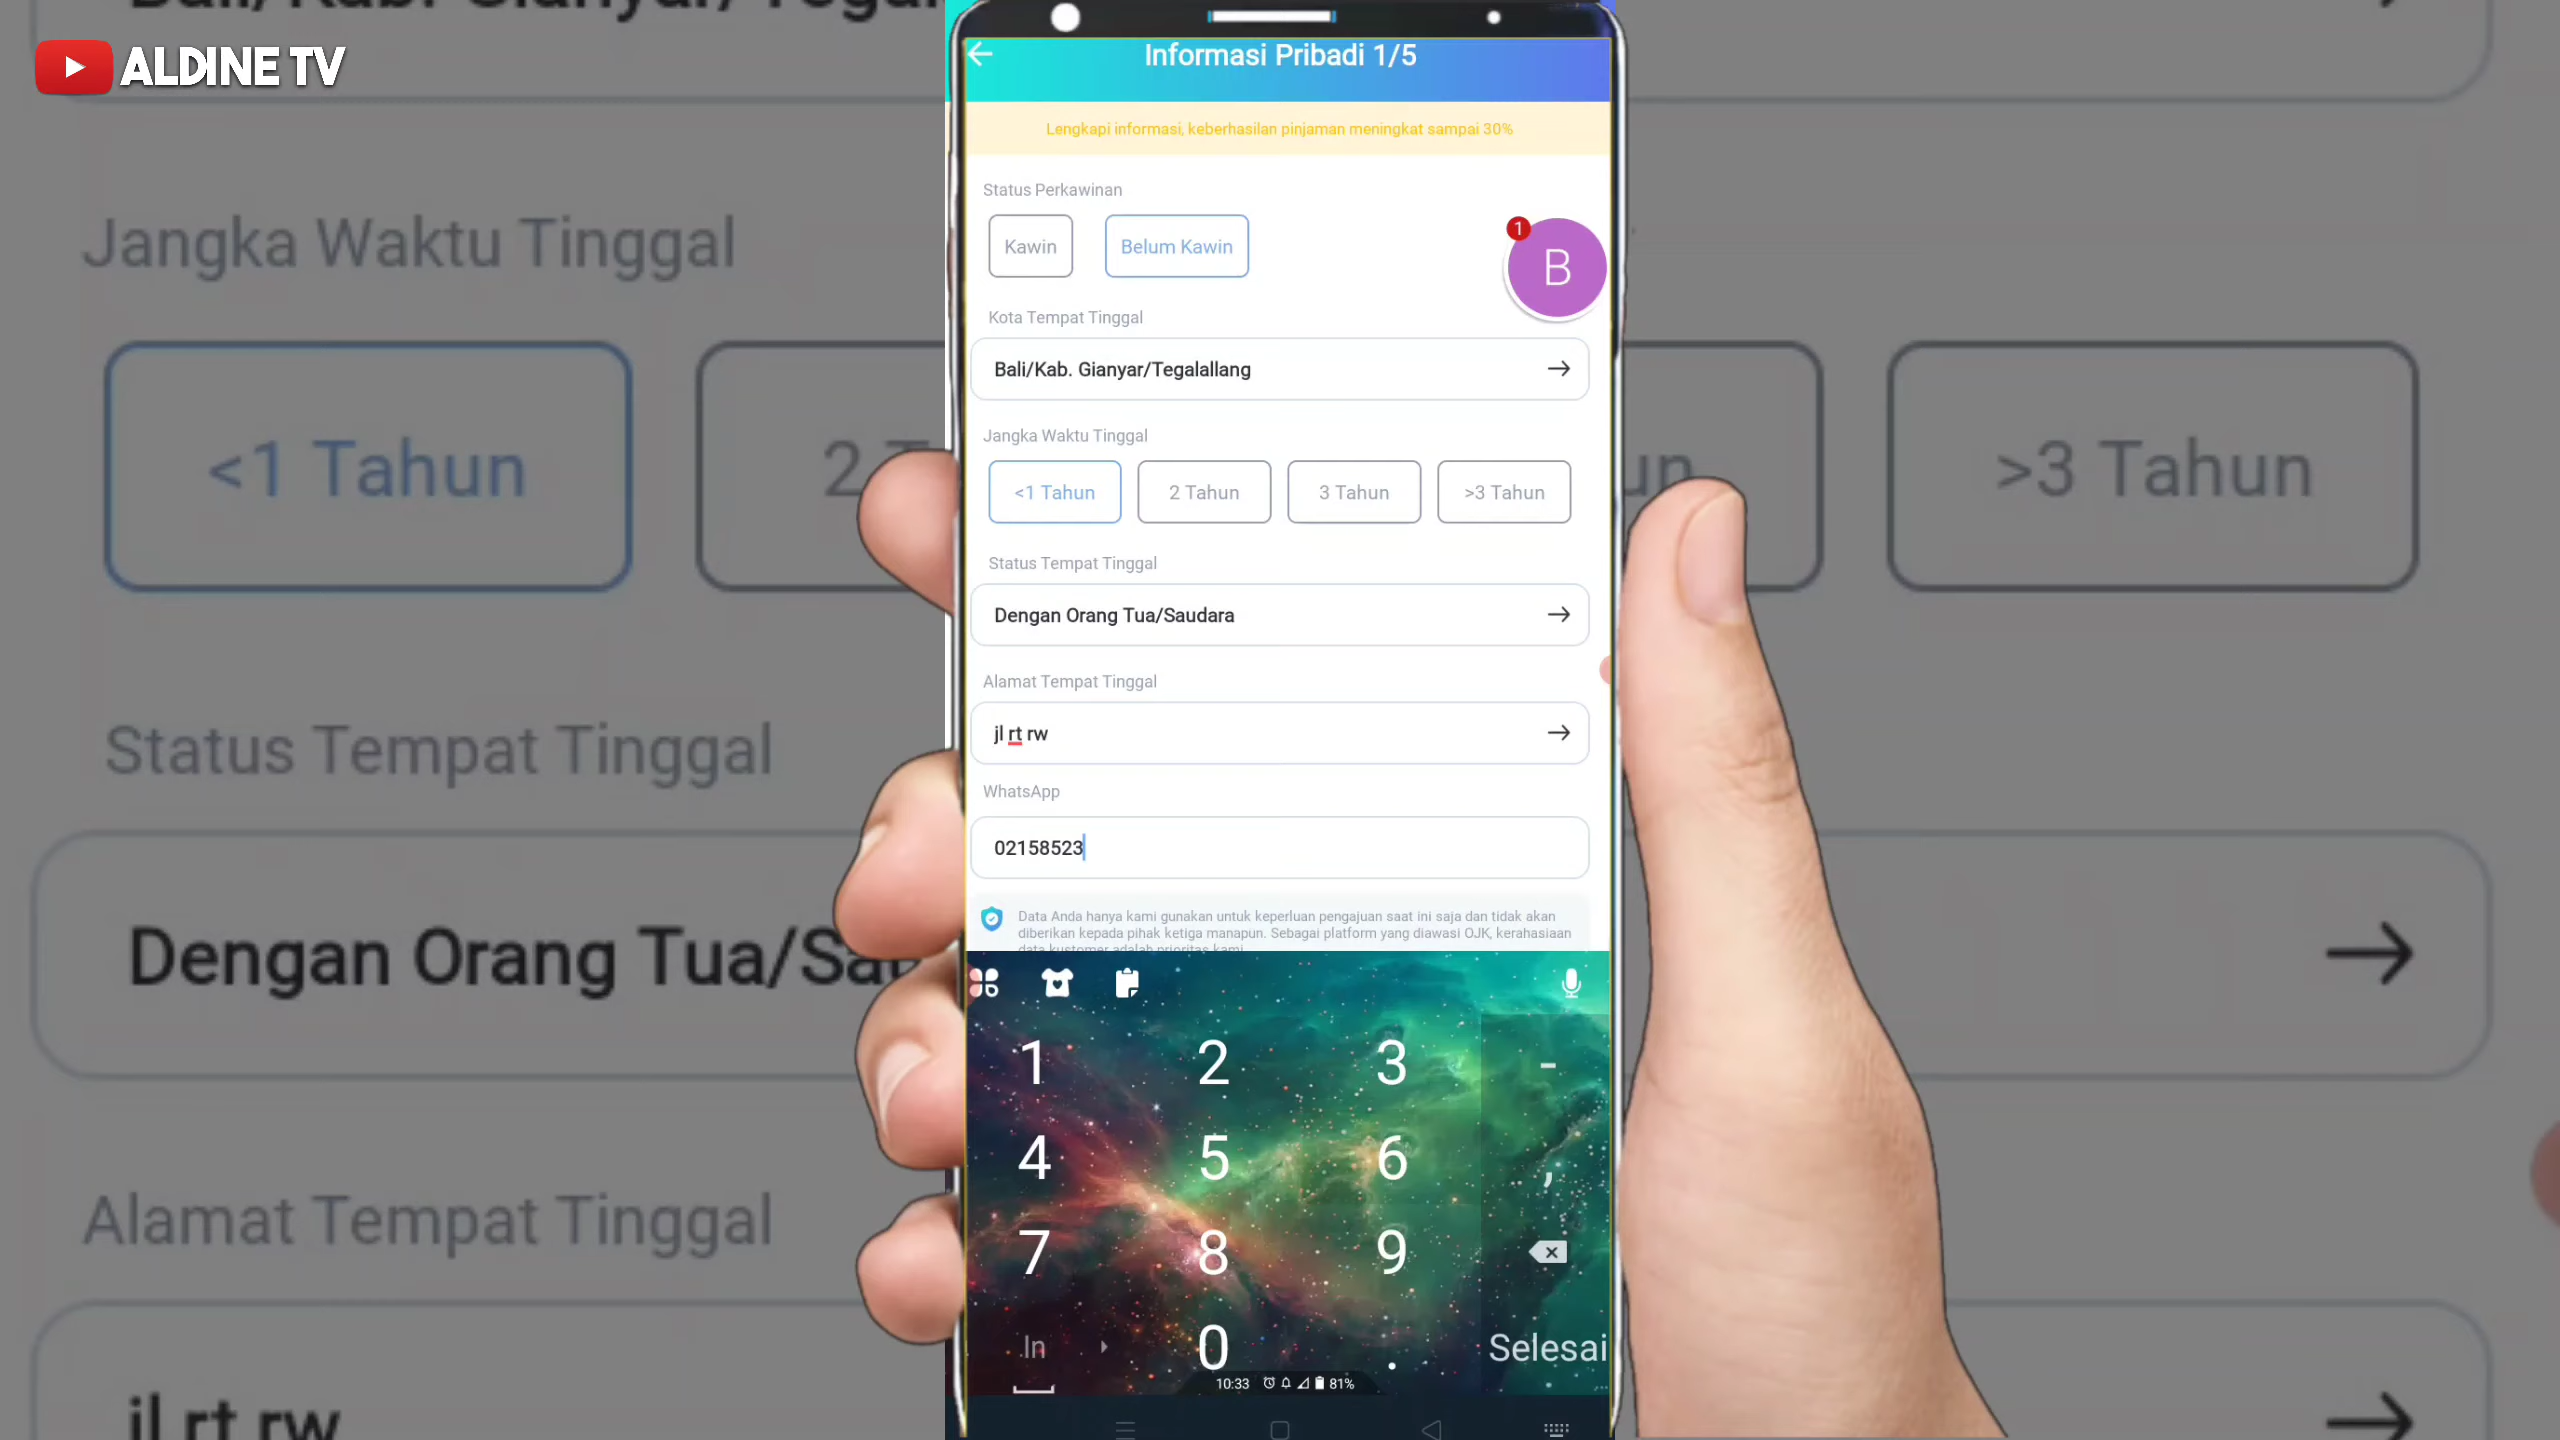 ALDINE TV
Informasi Pribadi 1/5
Lengkapi informasi, keberhasilan pinjaman meningkat sampai 30%
Status Perkawinan
Kawin
Belum Kawin
1
B
Kota Tempat Tinggal
Bali/Kab. Gianyar/Tegalallang
Jangka Waktu Tinggal
<1 Tahun
2 Tahun
3 Tahun
>3 Tahun
Status Tempat Tinggal
Dengan Orang Tua/Saudara
Alamat Tempat Tinggal
jl rt rw
WhatsApp
02158523
Data Anda hanya kami gunakan untuk keperluan pengajuan saat ini saja dan tidak akan
diberikan kepada pihak ketiga manapun. Sebagai platform yang diawasi OJK, kerahasiaan
data kustomer adalah prioritas kami
1 2 3 -
4 5 6 ,
7 8 9
In 0 . Selesai
10:33 81%
Jangka Waktu Tinggal
<1 Tahun
>3 Tahun
Status Tempat Tinggal
Dengan Orang Tua/Sau
Alamat Tempat Tinggal
jl rt rw